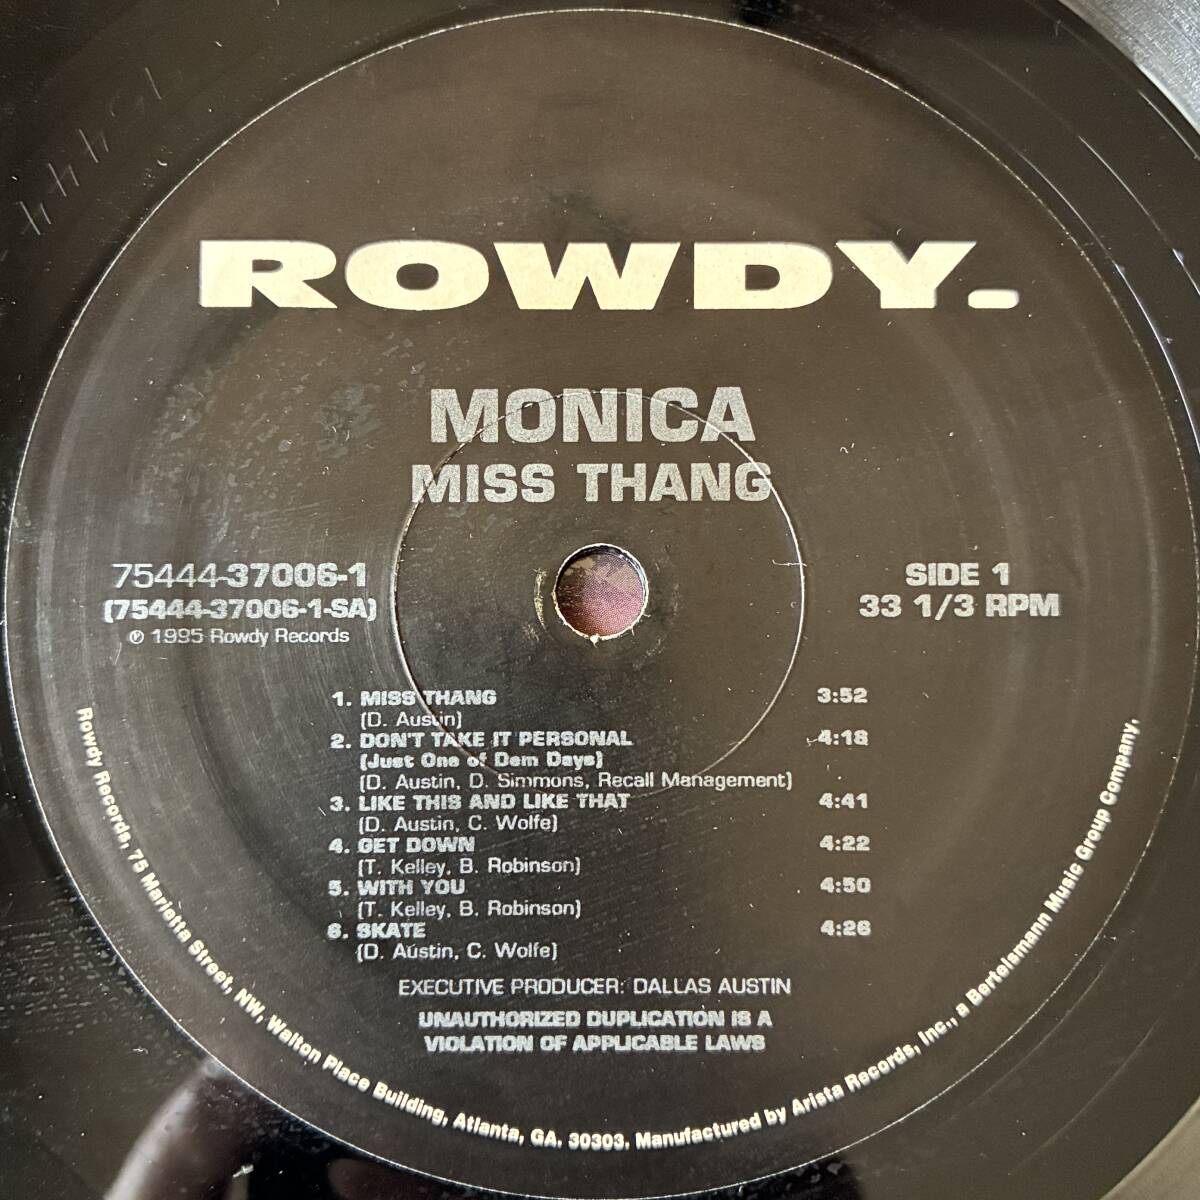 ROWDY.
MONICA
MISS THANG
75444-37006-1
(75444-37006-1-SA)
℗ 1995 Rowdy Records
SIDE 1
33 1/3 RPM
1. MISS THANG 3:52
(D. Austin)
2. DON'T TAKE IT PERSONAL 4:18
(Just One of Dem Days)
(D. Austin, D. Simmons, Recall Management)
3. LIKE THIS AND LIKE THAT 4:41
(D. Austin, C. Wolfe)
4. GET DOWN 4:22
(T. Kelley, B. Robinson)
5. WITH YOU 4:50
(T. Kelley, B. Robinson)
6. SKATE 4:26
(D. Austin, C. Wolfe)
EXECUTIVE PRODUCER: DALLAS AUSTIN
UNAUTHORIZED DUPLICATION IS A
VIOLATION OF APPLICABLE LAWS
Rowdy Records, 75 Marietta Street, NW, Walton Place Building, Atlanta, GA. 30303. Manufactured by Arista Records, Inc., a Bertelsmann Music Group Company,